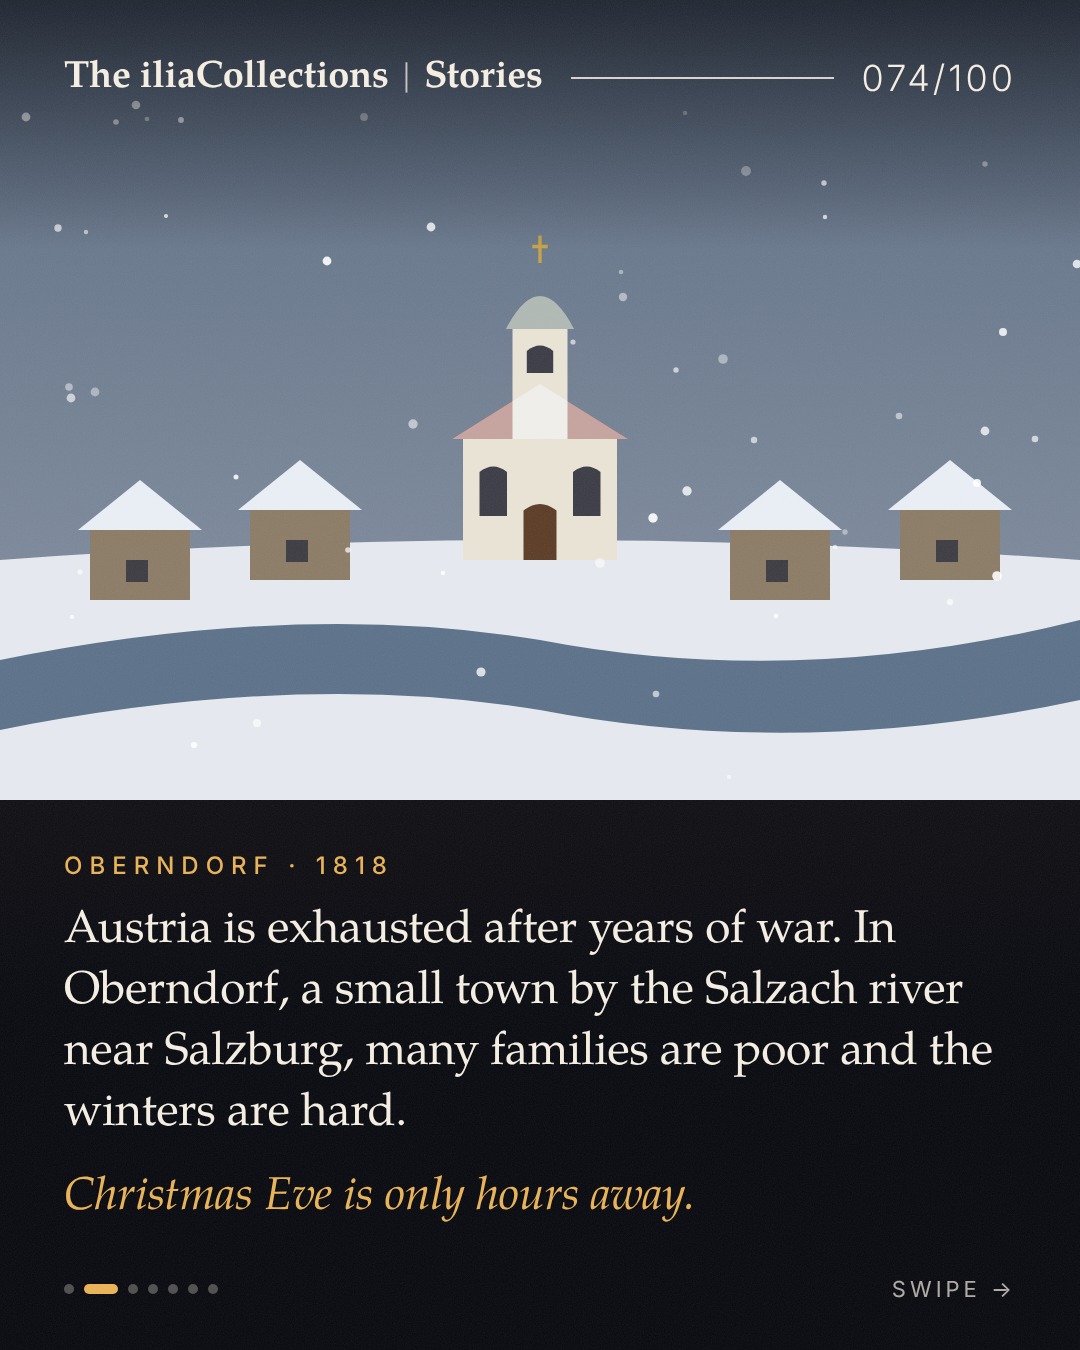 The iliaCollections | Stories 074/100
OBERNDORF · 1818
Austria is exhausted after years of war. In
Oberndorf, a small town by the Salzach river
near Salzburg, many families are poor and the
winters are hard.
Christmas Eve is only hours away.
SWIPE →